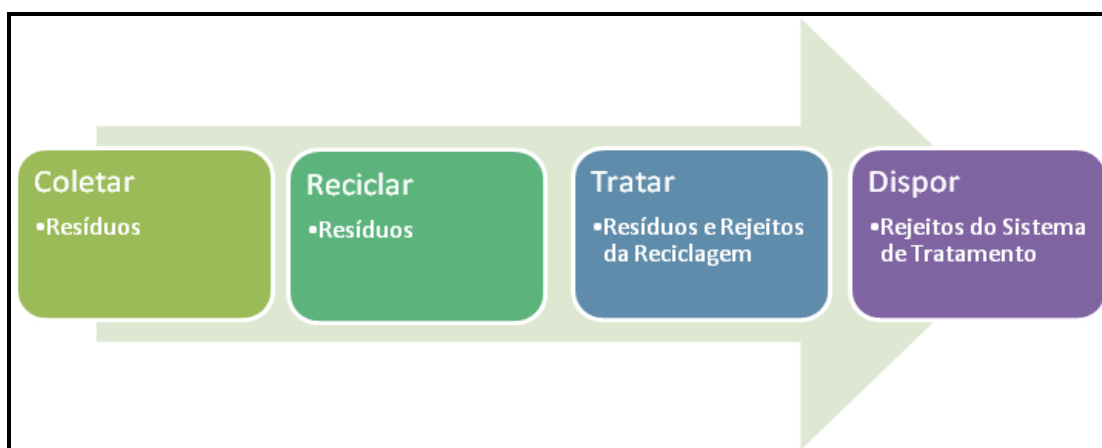 Coletar
•Resíduos
Reciclar
•Resíduos
Tratar
•Resíduos e Rejeitos
da Reciclagem
Dispor
•Rejeitos do Sistema
de Tratamento